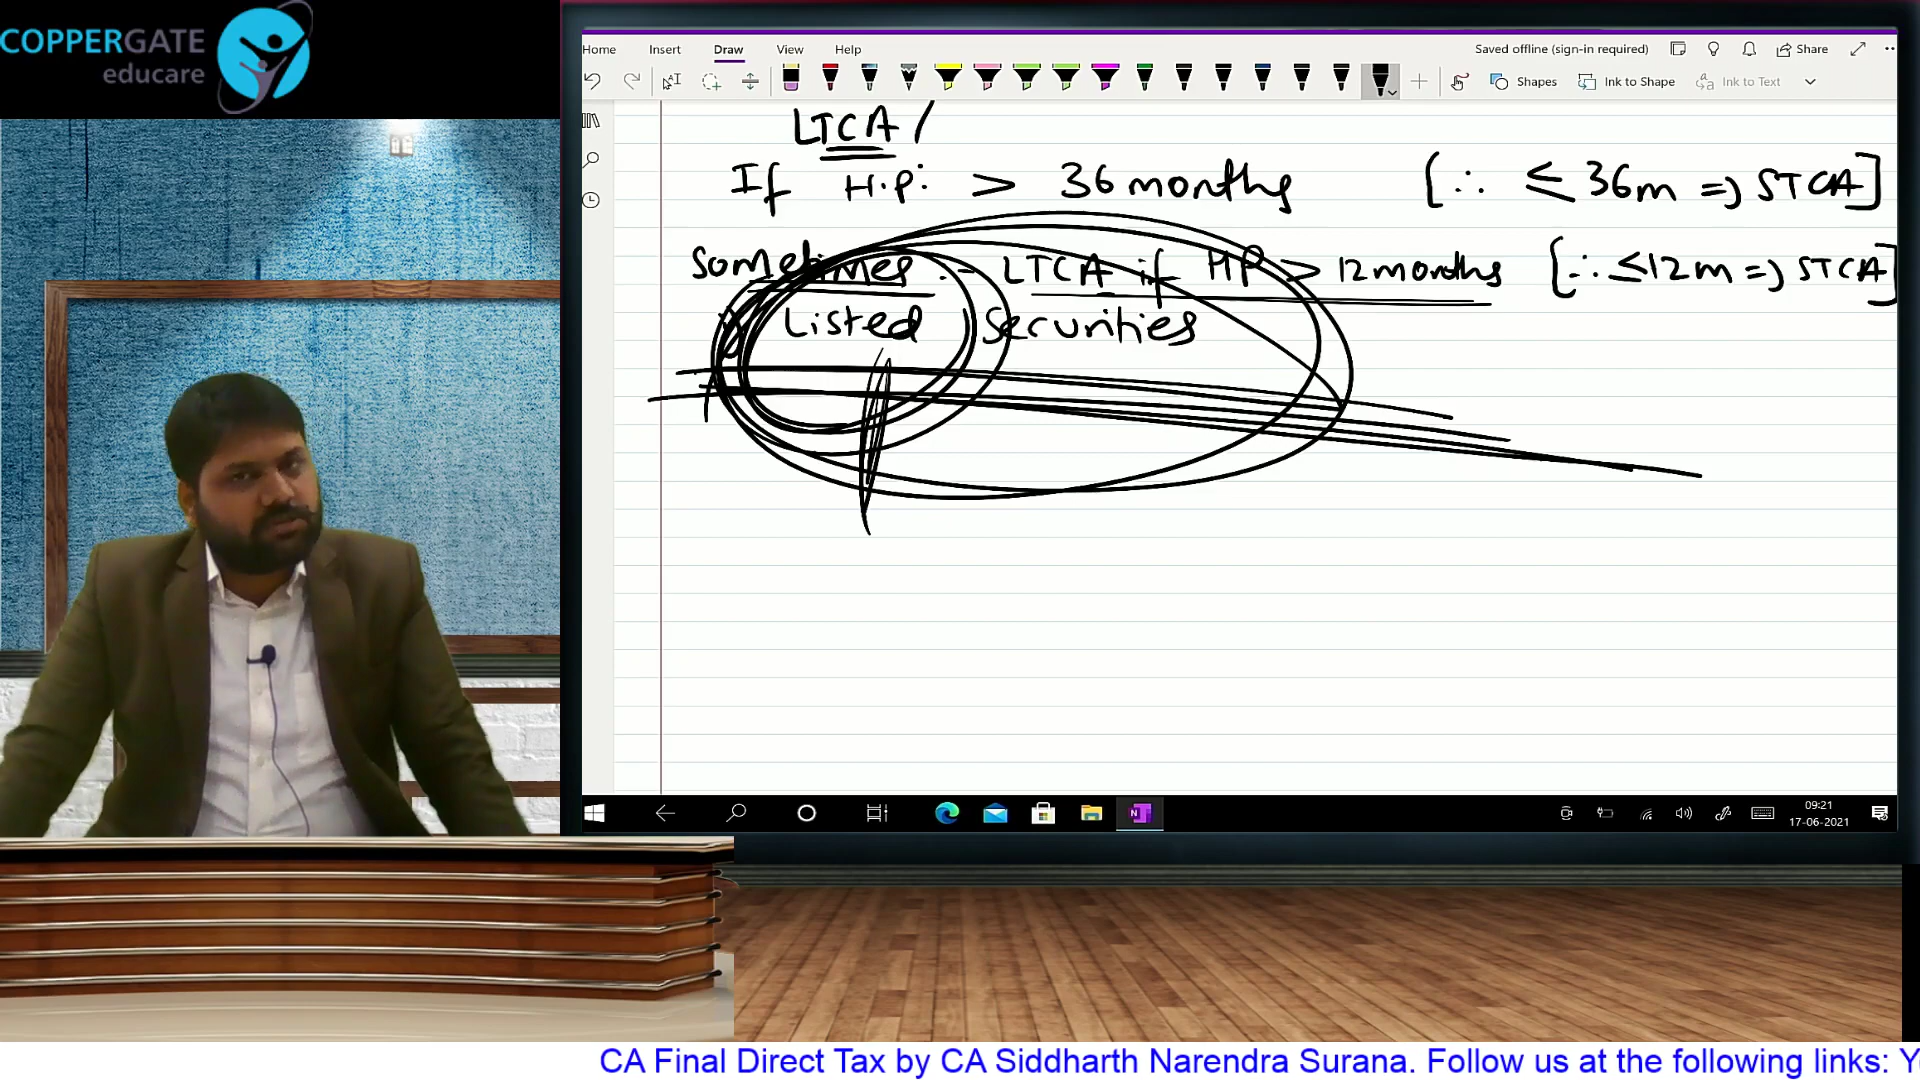 COPPERGATE
educare
Home Insert Draw View Help Saved offline (sign-in required) Share
Shapes Ink to Shape Ink to Text
LTCA /
If H.P. > 36 months [∴ ≤ 36m => STCA]
Sometimes :- LTCA if HP > 12 months [∴ ≤12m => STCA]
Listed Securities
09:21
17-06-2021
CA Final Direct Tax by CA Siddharth Narendra Surana. Follow us at the following links: Y